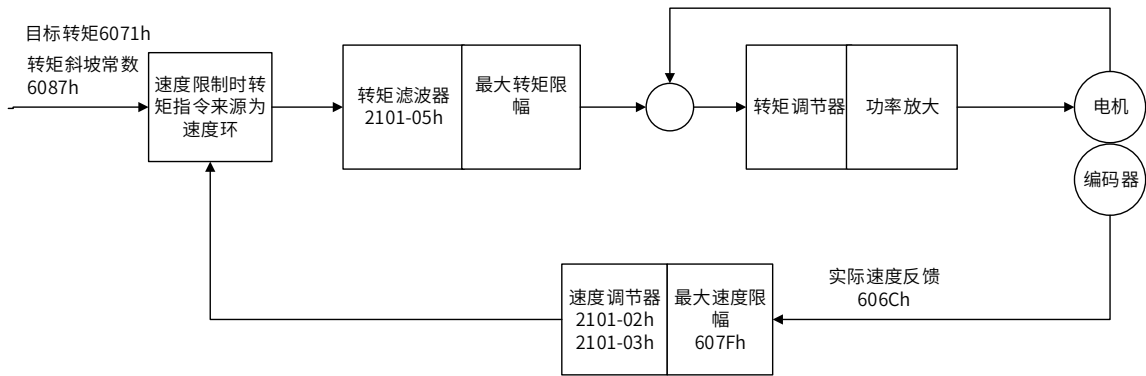 目标转矩6071h
转矩斜坡常数
6087h
速度限制时转
矩指令来源为
速度环
转矩滤波器
2101-05h
最大转矩限
幅
转矩调节器
功率放大
电机
编码器
实际速度反馈
606Ch
速度调节器
2101-02h
2101-03h
最大速度限
幅
607Fh